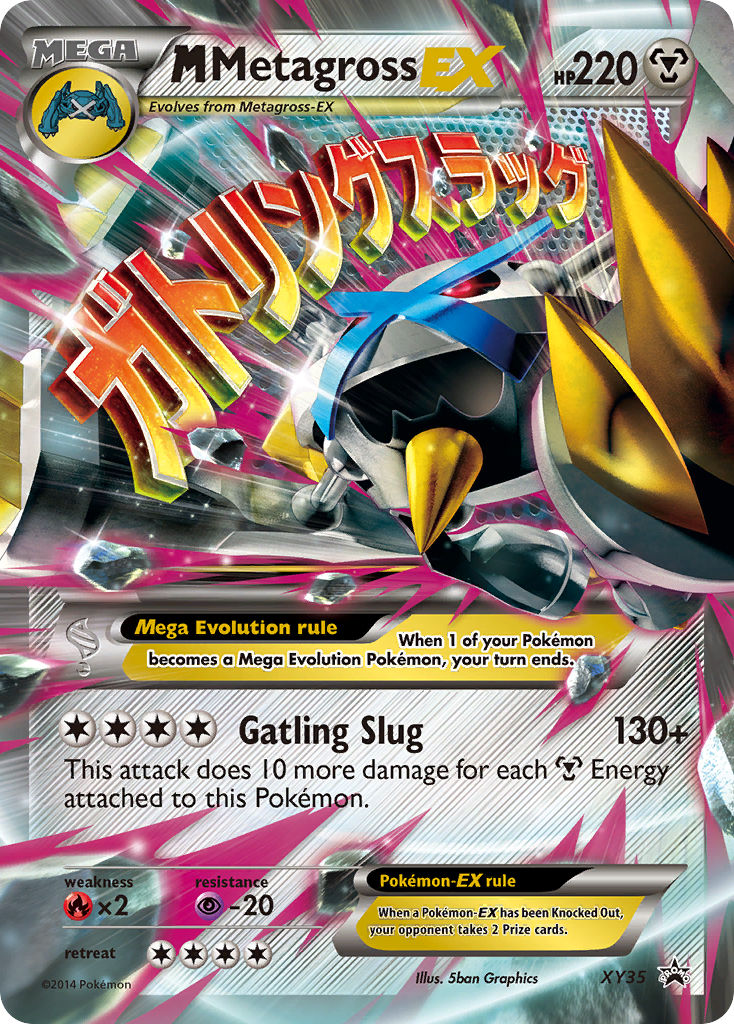 MEGA
MMetagrossEX
HP220
Evolves from Metagross-EX
ガトリングスラッグ
Mega Evolution rule
When 1 of your Pokémon
becomes a Mega Evolution Pokémon, your turn ends.
Gatling Slug 130+
This attack does 10 more damage for each Energy
attached to this Pokémon.
weakness
×2
resistance
-20
retreat
Pokémon-EX rule
When a Pokémon-EX has been Knocked Out,
your opponent takes 2 Prize cards.
©2014 Pokémon
Illus. 5ban Graphics
XY35
PROMO